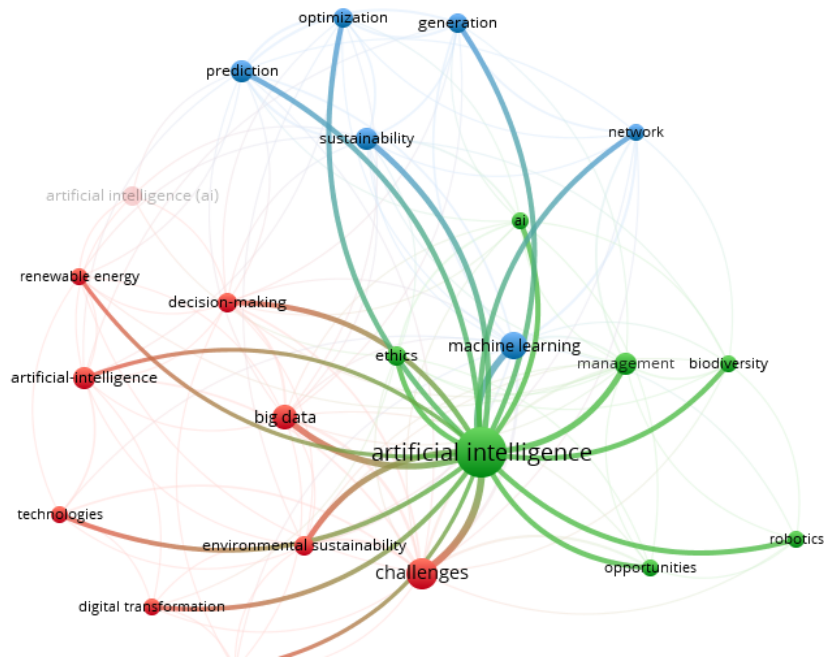 optimization
generation
prediction
network
sustainability
artificial intelligence (ai)
ai
renewable energy
decision-making
machine learning
ethics
management
biodiversity
artificial-intelligence
big data
artificial intelligence
technologies
robotics
environmental sustainability
opportunities
challenges
digital transformation